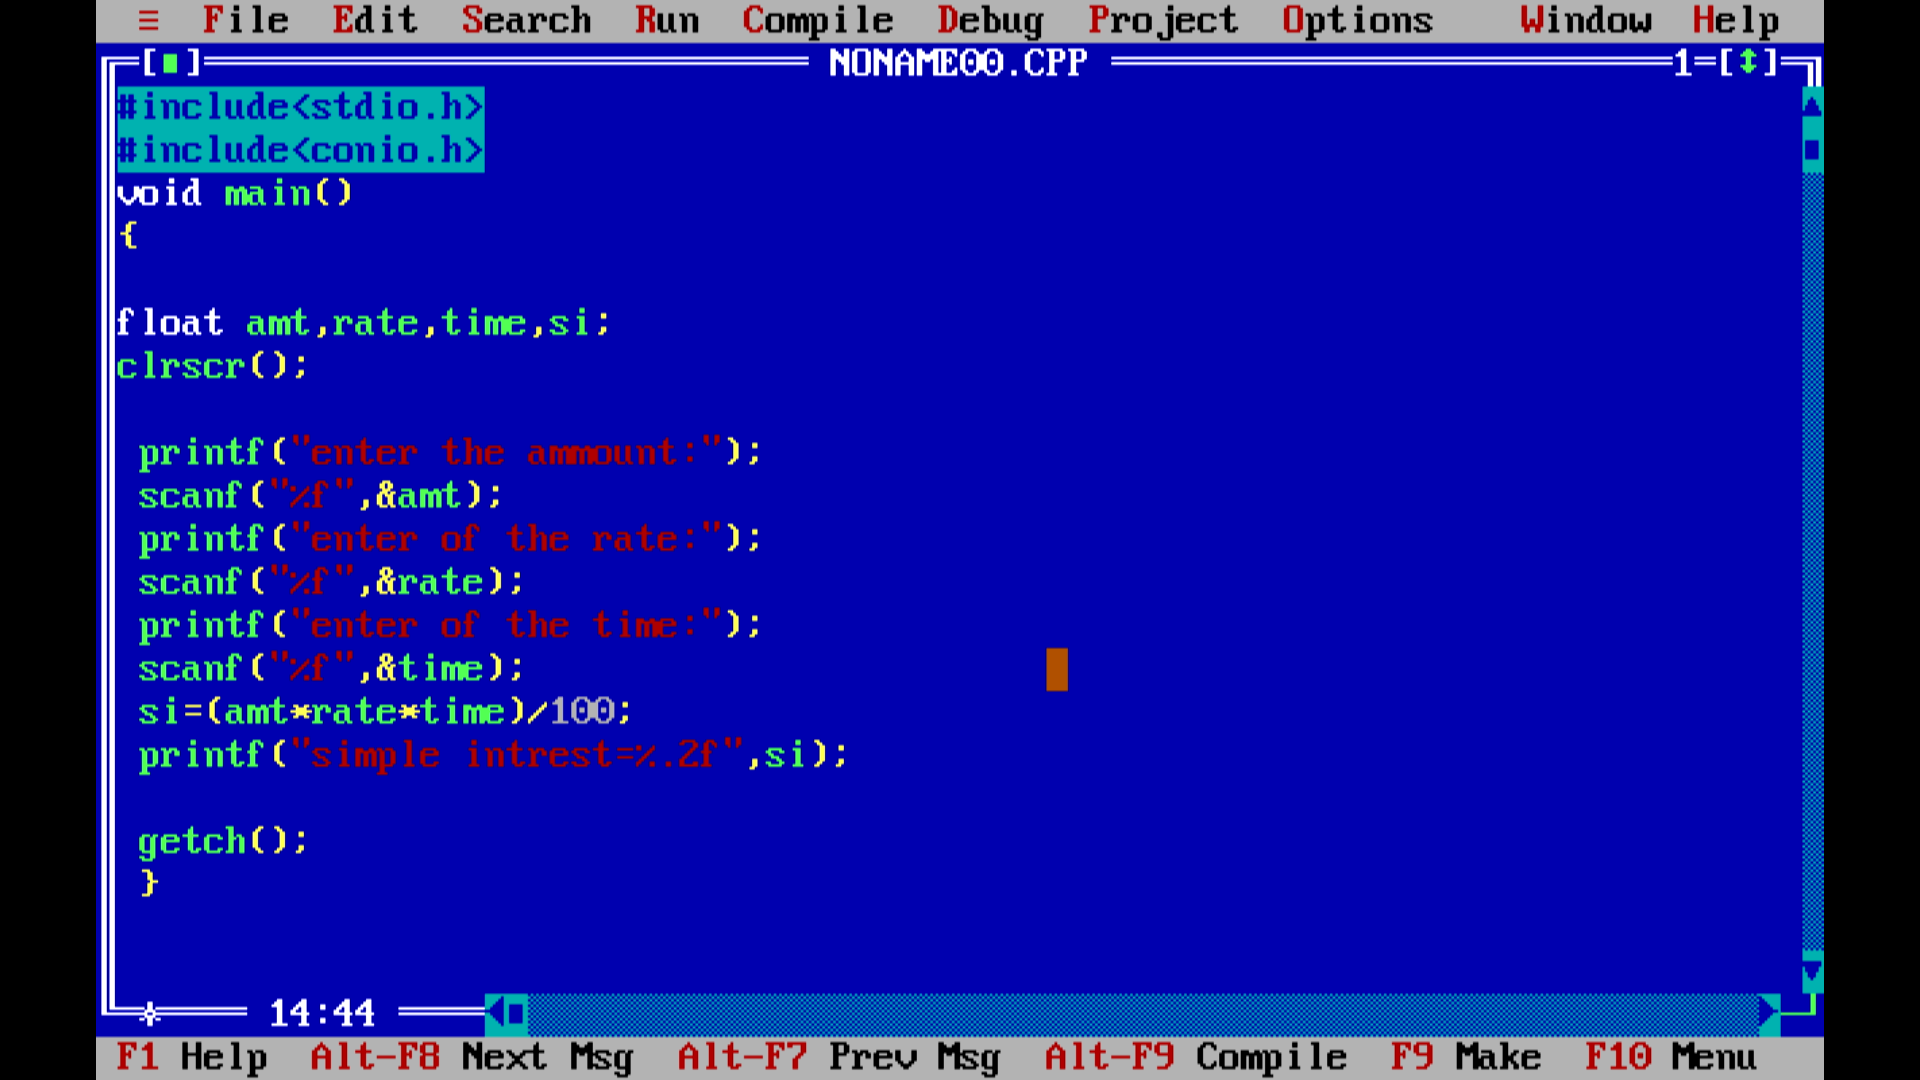 ≡ File Edit Search Run Compile Debug Project Options Window Help
[■] NONAME00.CPP 1=[↕]
#include<stdio.h>
#include<conio.h>
void main()
{
float amt,rate,time,si;
clrscr();
printf("enter the ammount:");
scanf("%f",&amt);
printf("enter of the rate:");
scanf("%f",&rate);
printf("enter of the time:");
scanf("%f",&time);
si=(amt*rate*time)/100;
printf("simple intrest=%.2f",si);
getch();
}
14:44
F1 Help Alt-F8 Next Msg Alt-F7 Prev Msg Alt-F9 Compile F9 Make F10 Menu